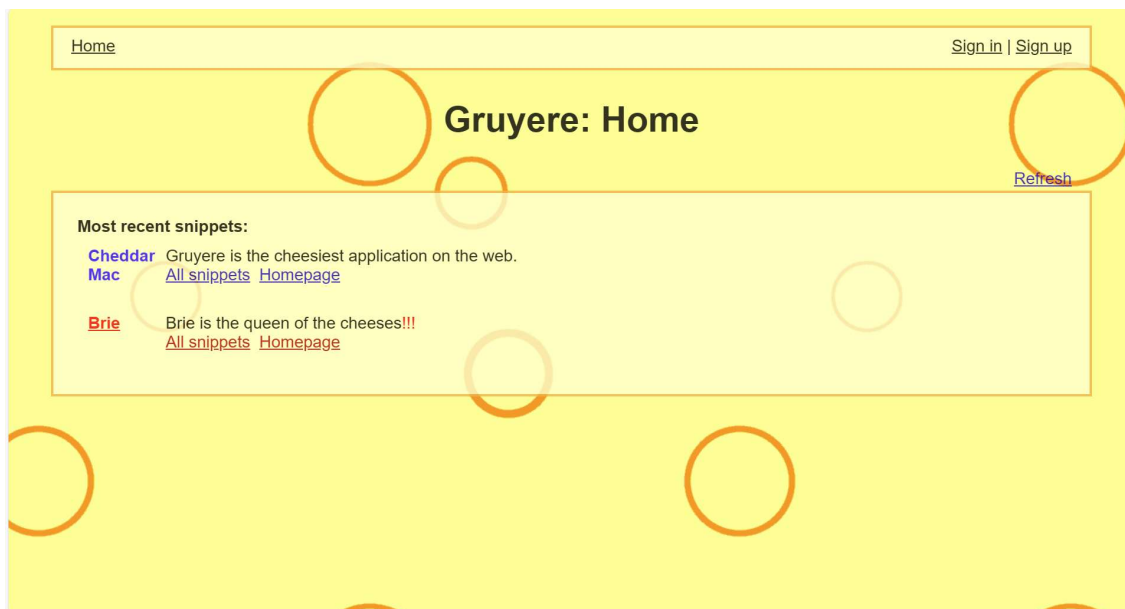 Home Sign in | Sign up
Gruyere: Home
Refresh
Most recent snippets:
Cheddar Gruyere is the cheesiest application on the web.
Mac All snippets Homepage
Brie Brie is the queen of the cheeses!!!
All snippets Homepage